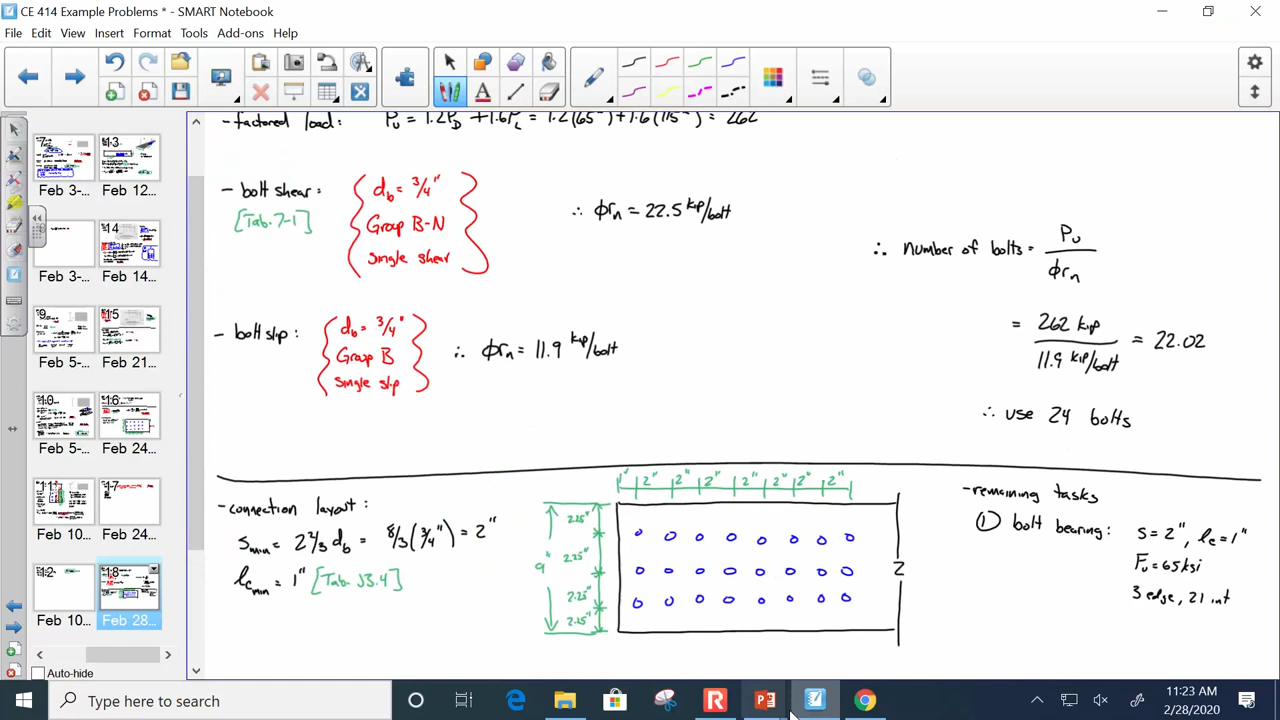 CE 414 Example Problems * - SMART Notebook
File Edit View Insert Format Tools Add-ons Help
- factored load: Pu = 1.2PD + 1.6PL = 1.2(65k) + 1.6(115k) = 262
- bolt shear:
[Tab. 7-1]
db = 3/4"
Group B-N
single shear
∴ ϕrn = 22.5 kip/bolt
∴ number of bolts = Pu / ϕrn
= 262 kip / 11.9 kip/bolt = 22.02
∴ use 24 bolts
- bolt slip:
db = 3/4"
Group B
single slip
∴ ϕrn = 11.9 kip/bolt
- connection layout:
smin = 2 2/3 db = 8/3 (3/4") = 2"
lcmin = 1" [Tab. J3.4]
1" 2" 2" 2" 2" 2" 2" 2"
9"
2.25"
2.25"
2.25"
2.25"
- remaining tasks
① bolt bearing: s = 2", lc = 1"
Fu = 65 ksi
3 edge, 21 int
Feb 3-... Feb 12...
Feb 3-... Feb 14...
Feb 5-... Feb 21...
Feb 5-... Feb 24...
Feb 10... Feb 24...
Feb 10... Feb 28...
Auto-hide
Type here to search
11:23 AM
2/28/2020